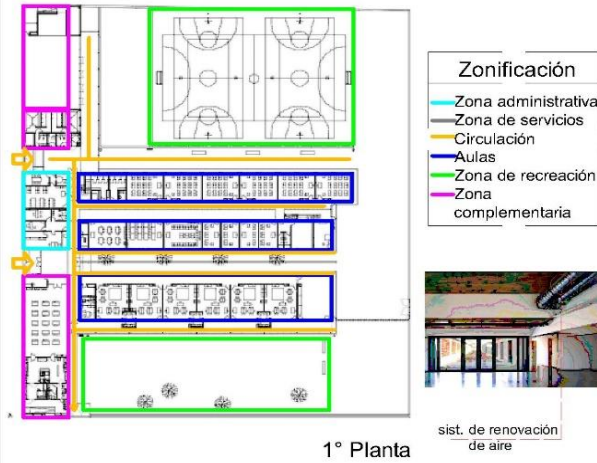 Zonificación
Zona administrativa
Zona de servicios
Circulación
Aulas
Zona de recreación
Zona
complementaria
sist. de renovación
de aire
1° Planta